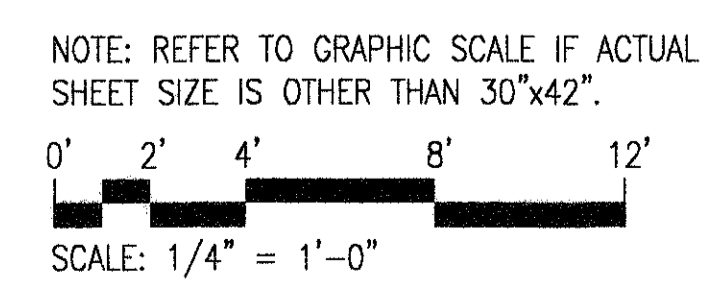 NOTE: REFER TO GRAPHIC SCALE IF ACTUAL
SHEET SIZE IS OTHER THAN 30"x42".
0' 2' 4' 8' 12'
SCALE: 1/4" = 1'-0"